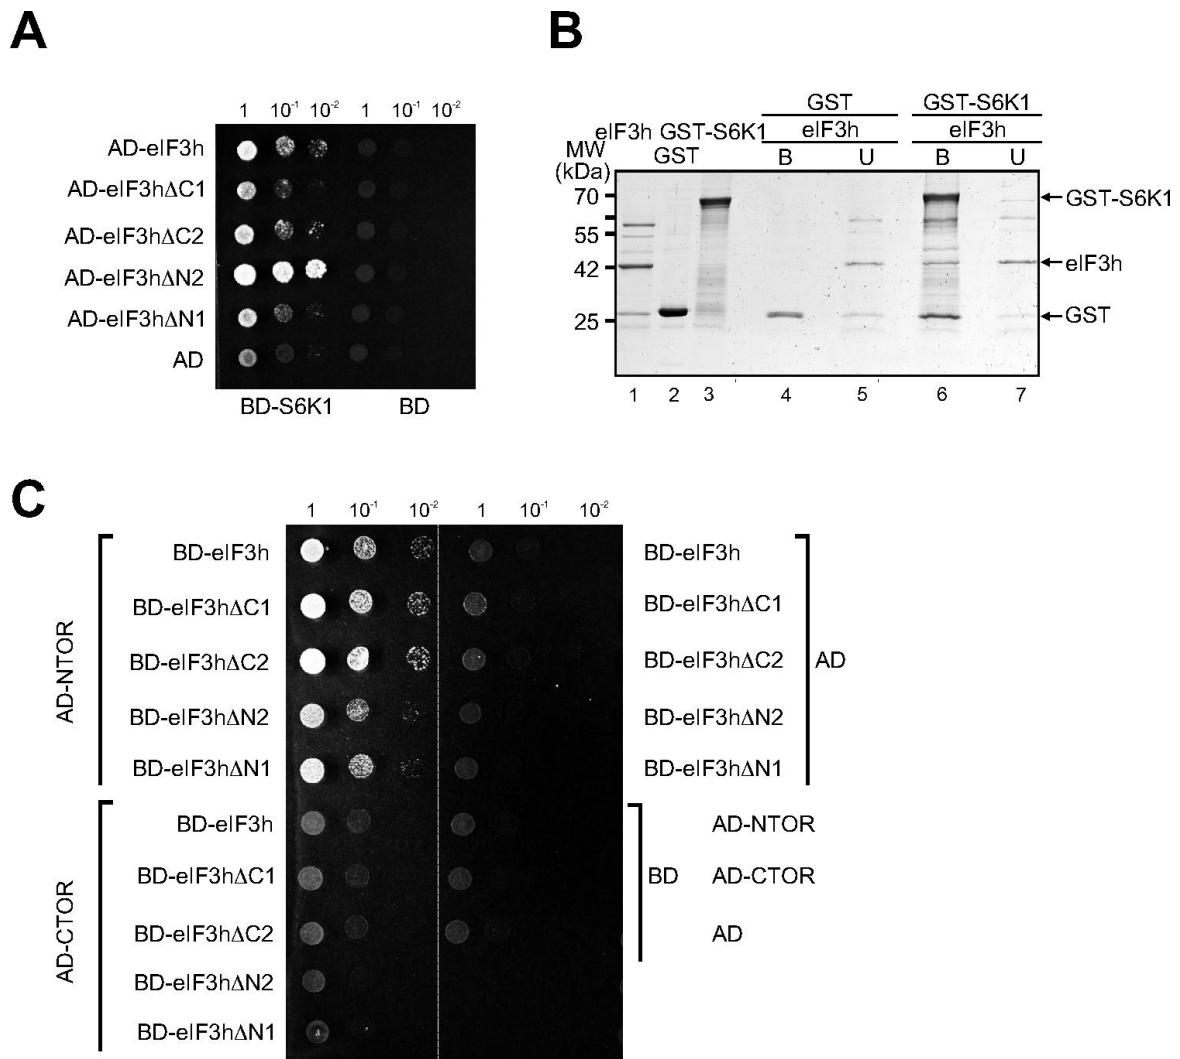 A
1 10⁻¹ 10⁻² 1 10⁻¹ 10⁻²
AD-eIF3h
AD-eIF3hΔC1
AD-eIF3hΔC2
AD-eIF3hΔN2
AD-eIF3hΔN1
AD
BD-S6K1 BD
B
GST GST-S6K1
eIF3h GST-S6K1 eIF3h eIF3h
MW GST B U B U
(kDa)
70 GST-S6K1
55
42 eIF3h
25 GST
1 2 3 4 5 6 7
C
1 10⁻¹ 10⁻² 1 10⁻¹ 10⁻²
AD-NTOR
BD-eIF3h BD-eIF3h
BD-eIF3hΔC1 BD-eIF3hΔC1
BD-eIF3hΔC2 BD-eIF3hΔC2 AD
BD-eIF3hΔN2 BD-eIF3hΔN2
BD-eIF3hΔN1 BD-eIF3hΔN1
AD-CTOR
BD-eIF3h AD-NTOR
BD-eIF3hΔC1 BD AD-CTOR
BD-eIF3hΔC2 AD
BD-eIF3hΔN2
BD-eIF3hΔN1